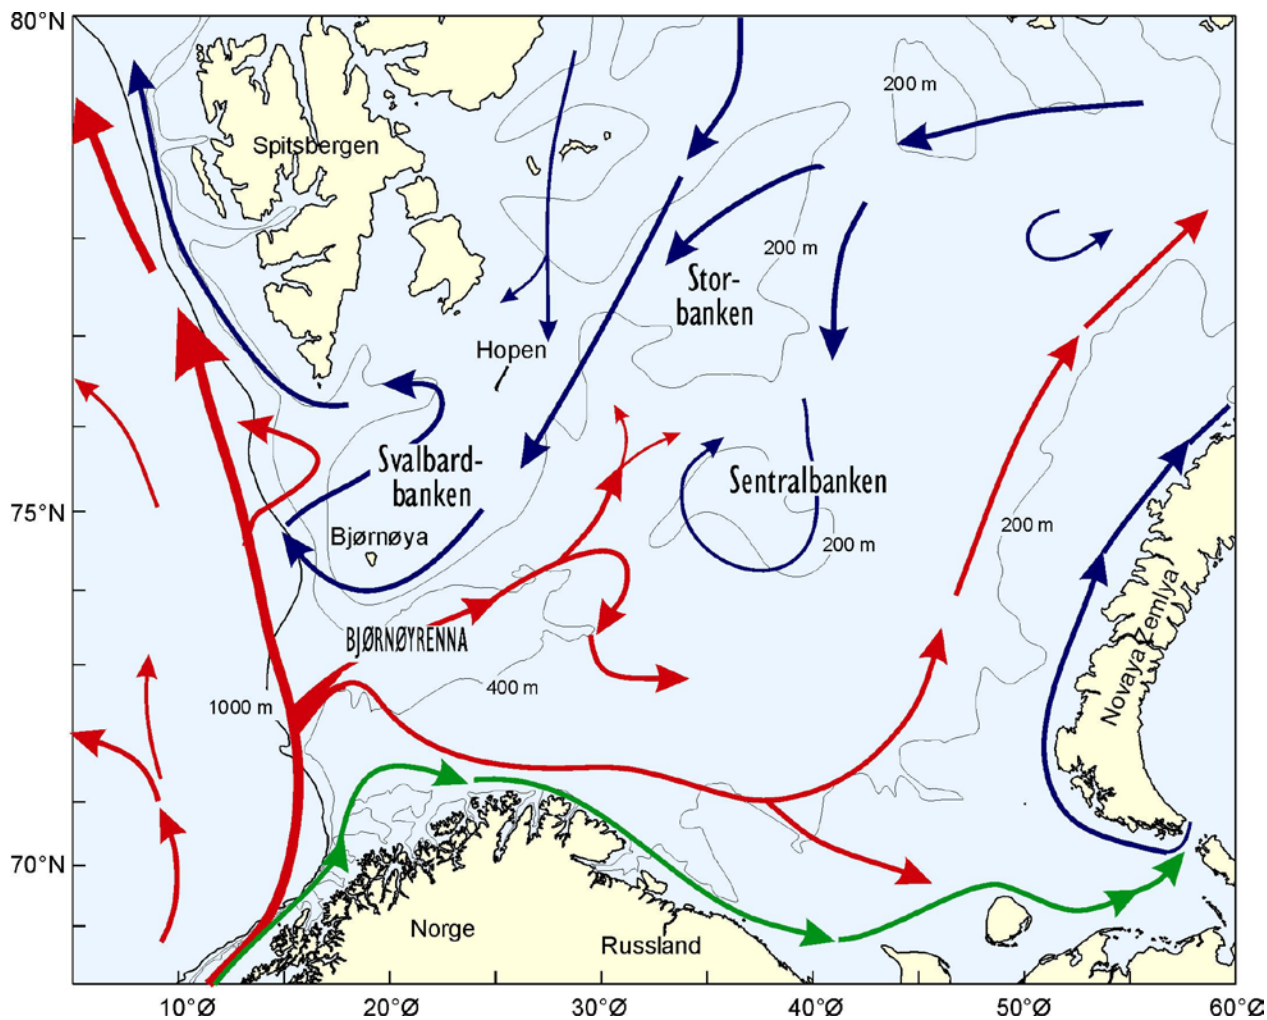 80°N
200 m
Spitsbergen
200 m
Stor-
banken
Hopen
Svalbard-
banken
Sentralbanken
75°N
200 m
Bjørnøya
200 m
Novaya Zemlya
BJØRNØYRENNA
400 m
1000 m
70°N
Norge
Russland
10°Ø
20°Ø
30°Ø
40°Ø
50°Ø
60°Ø